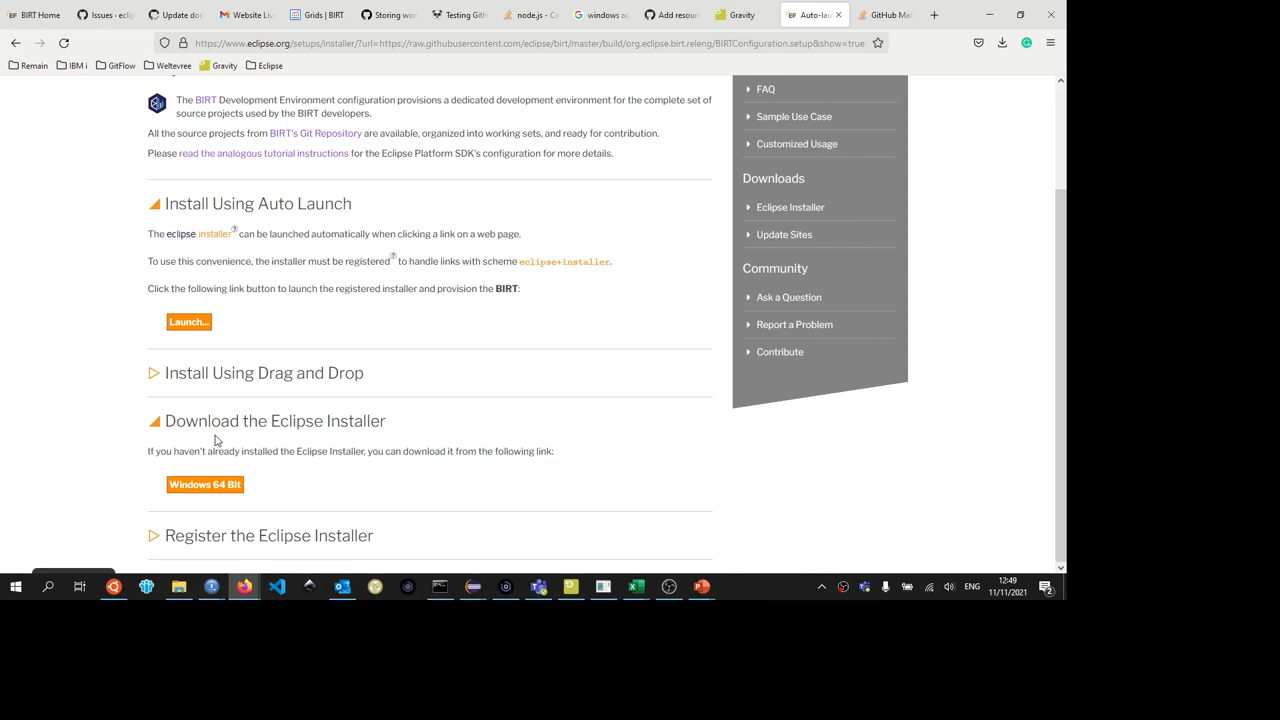 BIRT Home
Issues · ecli
Update doc
Website Liv
Grids | BIRT
Storing wor
Testing GitH
node.js - Ca
windows ac
Add resourc
Gravity
Auto-lau
GitHub Mar
https://www.eclipse.org/setups/installer/?url=https://raw.githubusercontent.com/eclipse/birt/master/build/org.eclipse.birt.releng/BIRTConfiguration.setup&show=true
Remain
IBM i
GitFlow
Weltevree
Gravity
Eclipse
The BIRT Development Environment configuration provisions a dedicated development environment for the complete set of
source projects used by the BIRT developers.
All the source projects from BIRT's Git Repository are available, organized into working sets, and ready for contribution.
Please read the analogous tutorial instructions for the Eclipse Platform SDK's configuration for more details.
Install Using Auto Launch
The eclipse installer can be launched automatically when clicking a link on a web page.
To use this convenience, the installer must be registered to handle links with scheme eclipse+installer.
Click the following link button to launch the registered installer and provision the BIRT:
Launch...
Install Using Drag and Drop
Download the Eclipse Installer
If you haven't already installed the Eclipse Installer, you can download it from the following link:
Windows 64 Bit
Register the Eclipse Installer
FAQ
Sample Use Case
Customized Usage
Downloads
Eclipse Installer
Update Sites
Community
Ask a Question
Report a Problem
Contribute
ENG
12:49
11/11/2021
2